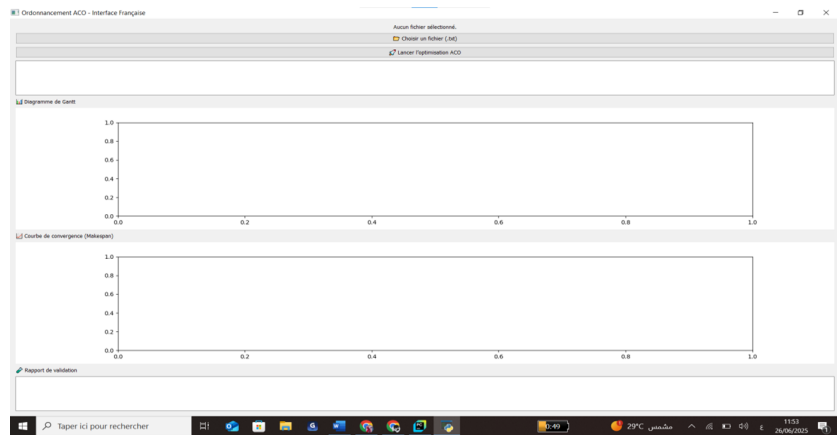 Ordonnancement ACO - Interface Française
Aucun fichier sélectionné.
Choisir un fichier (.txt)
Lancer l'optimisation ACO
Diagramme de Gantt
1.0
0.8
0.6
0.4
0.2
0.0
0.0 0.2 0.4 0.6 0.8 1.0
Courbe de convergence (Makespan)
1.0
0.8
0.6
0.4
0.2
0.0
0.0 0.2 0.4 0.6 0.8 1.0
Rapport de validation
Taper ici pour rechercher
0:49
29°C مشمس
ع
11:53
26/06/2025